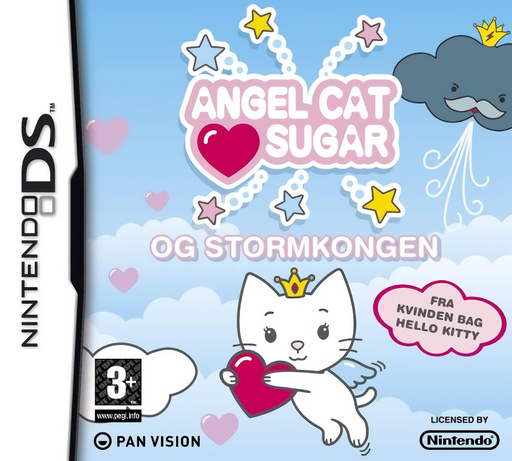 NINTENDO DS™
ANGEL CAT
SUGAR
OG STORMKONGEN
FRA
KVINDEN BAG
HELLO KITTY
3+
www.pegi.info
PAN VISION
LICENSED BY
Nintendo